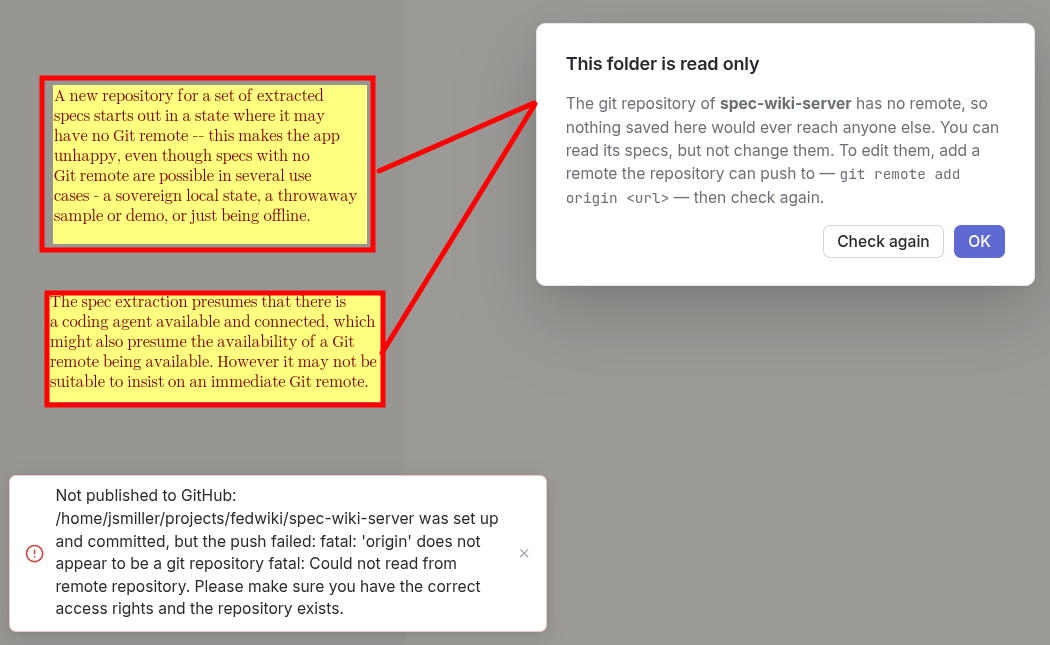 A new repository for a set of extracted
specs starts out in a state where it may
have no Git remote -- this makes the app
unhappy, even though specs with no
Git remote are possible in several use
cases - a sovereign local state, a throwaway
sample or demo, or just being offline.
The spec extraction presumes that there is
a coding agent available and connected, which
might also presume the availability of a Git
remote being available. However it may not be
suitable to insist on an immediate Git remote.
This folder is read only
The git repository of spec-wiki-server has no remote, so
nothing saved here would ever reach anyone else. You can
read its specs, but not change them. To edit them, add a
remote the repository can push to — git remote add
origin <url> — then check again.
Check again
OK
Not published to GitHub:
/home/jsmiller/projects/fedwiki/spec-wiki-server was set up
and committed, but the push failed: fatal: 'origin' does not
appear to be a git repository fatal: Could not read from
remote repository. Please make sure you have the correct
access rights and the repository exists.